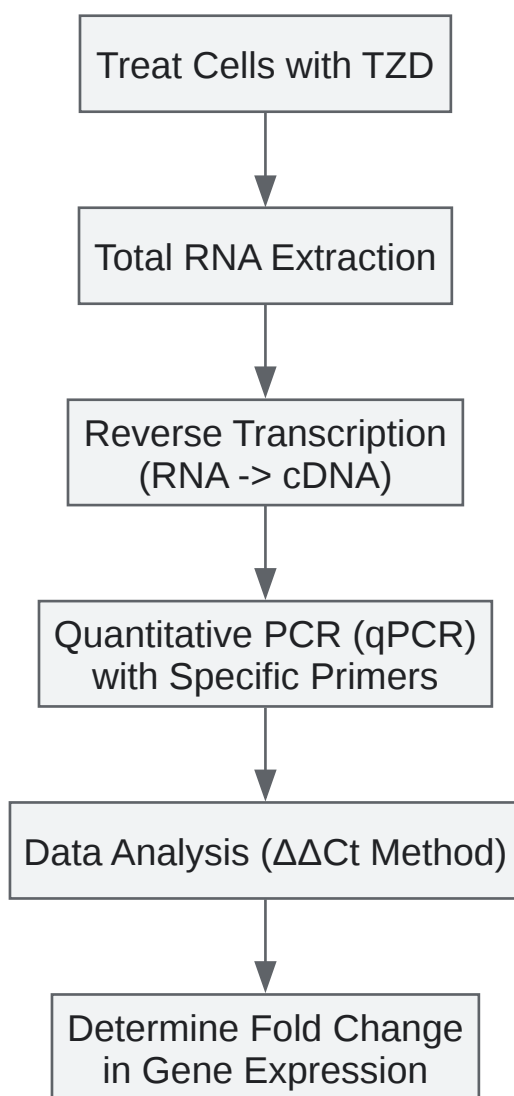 Treat Cells with TZD
Total RNA Extraction
Reverse Transcription
(RNA -> cDNA)
Quantitative PCR (qPCR)
with Specific Primers
Data Analysis (ΔΔCt Method)
Determine Fold Change
in Gene Expression